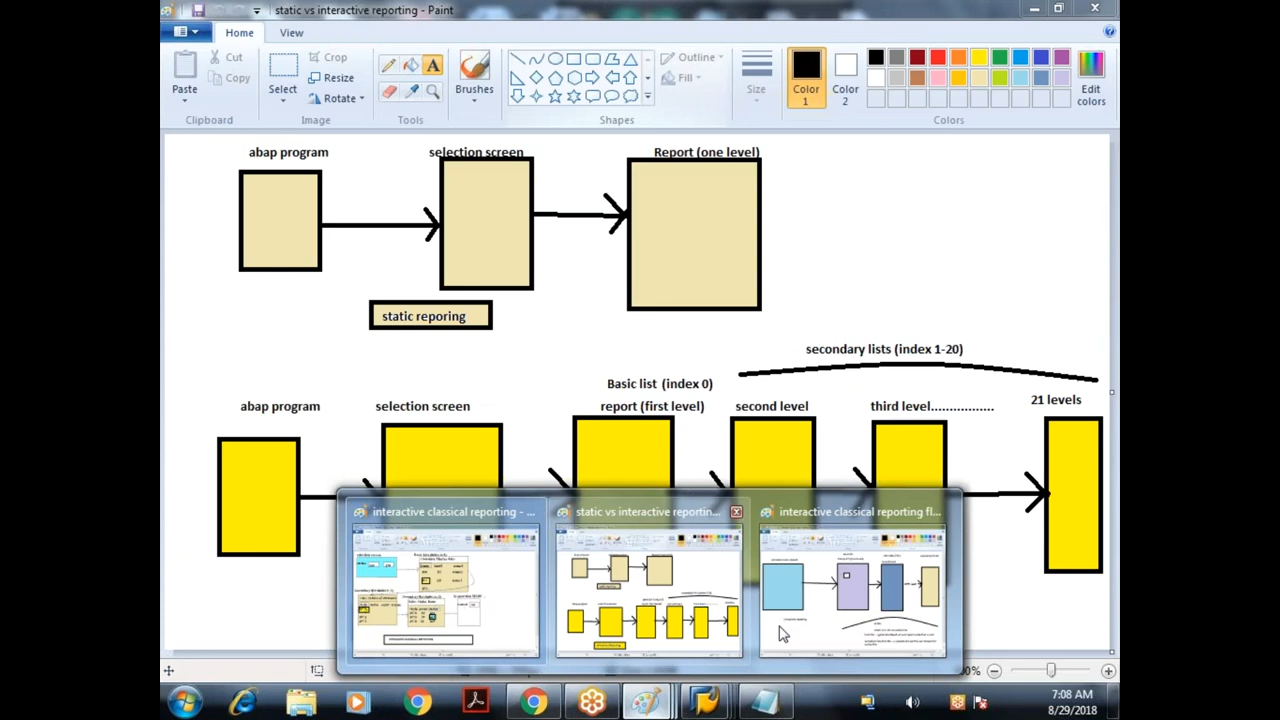 static vs interactive reporting - Paint
Home
View
Paste
Cut
Copy
Clipboard
Select
Crop
Resize
Rotate
Image
Tools
Brushes
Shapes
Outline
Fill
Size
Color 1
Color 2
Edit colors
Colors
abap program
selection screen
Report (one level)
static reporing
secondary lists (index 1-20)
Basic list (index 0)
abap program
selection screen
report (first level)
second level
third level.................
21 levels
interactive classical reporting - ...
static vs interactive reportin...
interactive classical reporting fl...
7:08 AM
8/29/2018